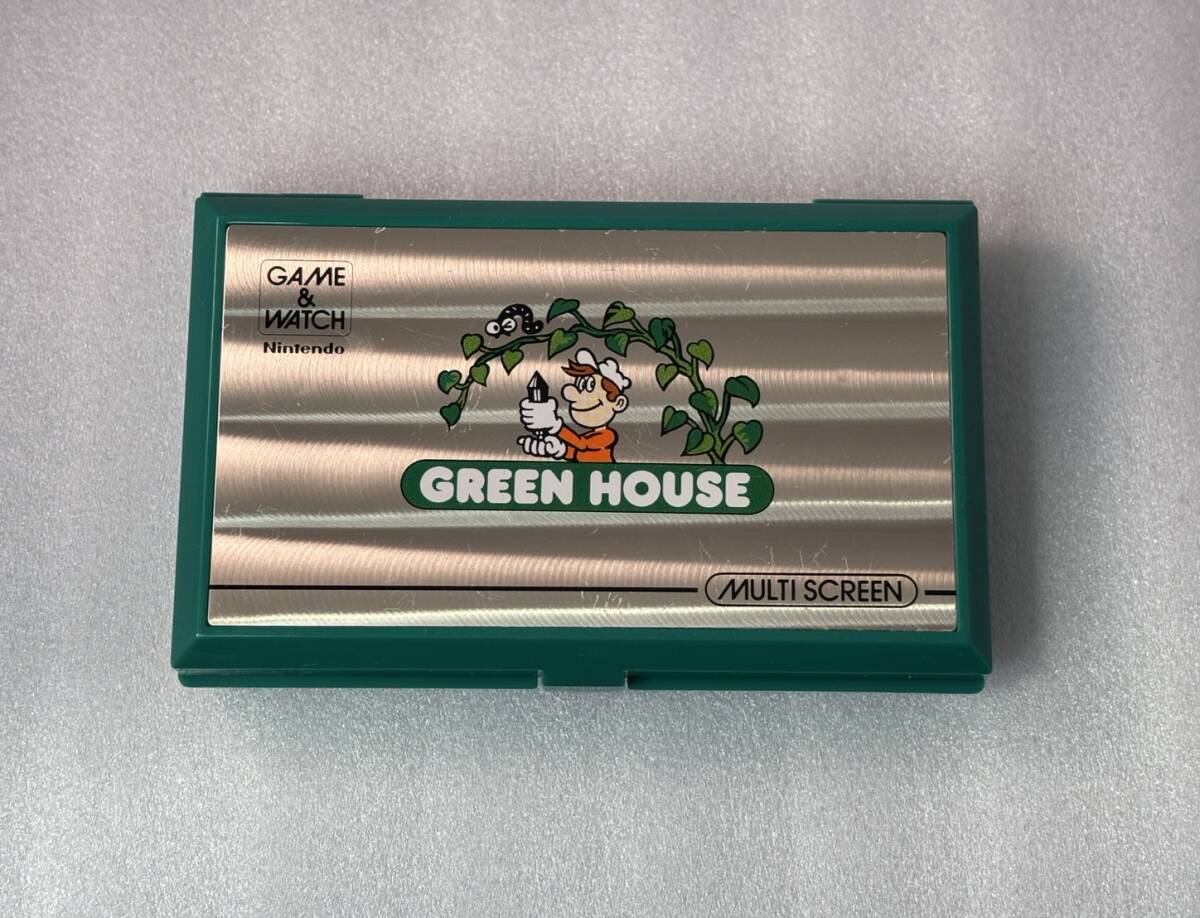 GAME
&
WATCH
Nintendo
GREEN HOUSE
MULTI SCREEN